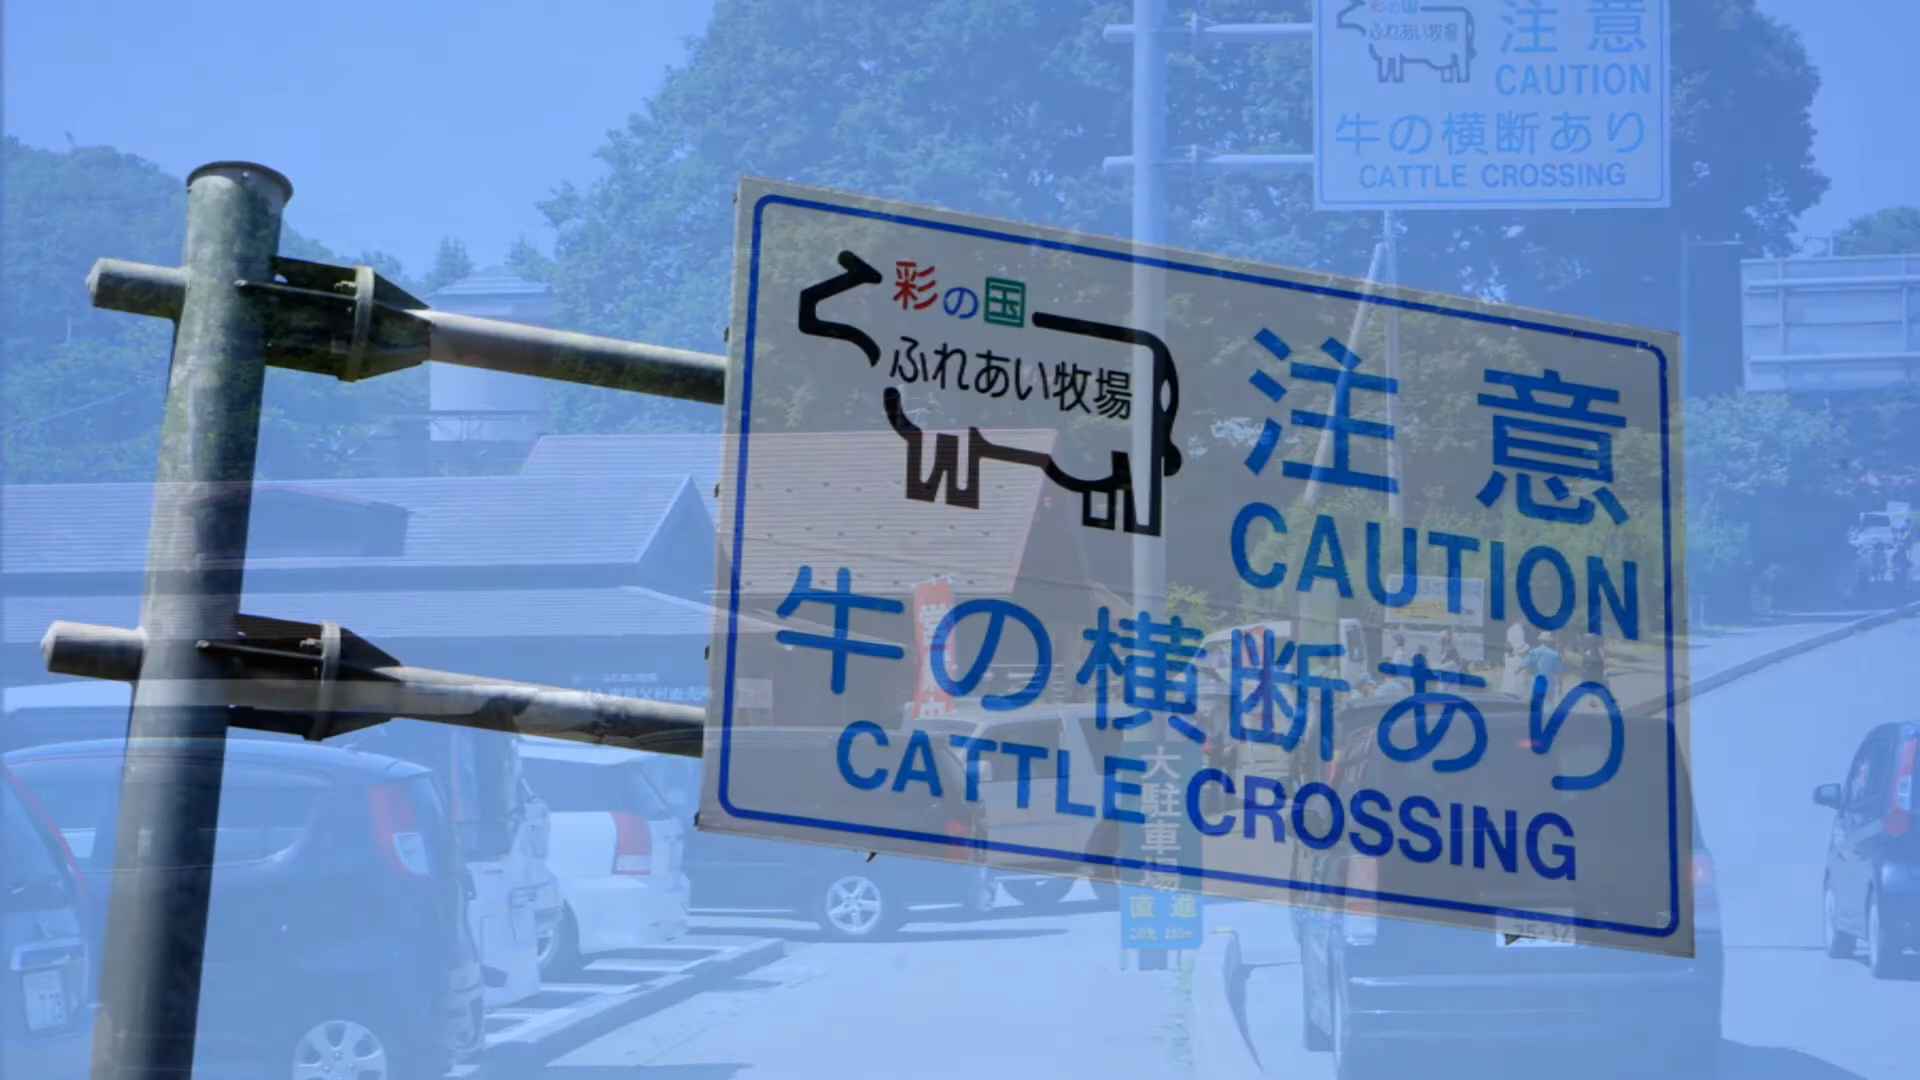 彩の国
ふれあい牧場
注意
CAUTION
牛の横断あり
CATTLE CROSSING
彩の国
ふれあい牧場
注意
CAUTION
牛の横断あり
CATTLE CROSSING
大駐車場
直進